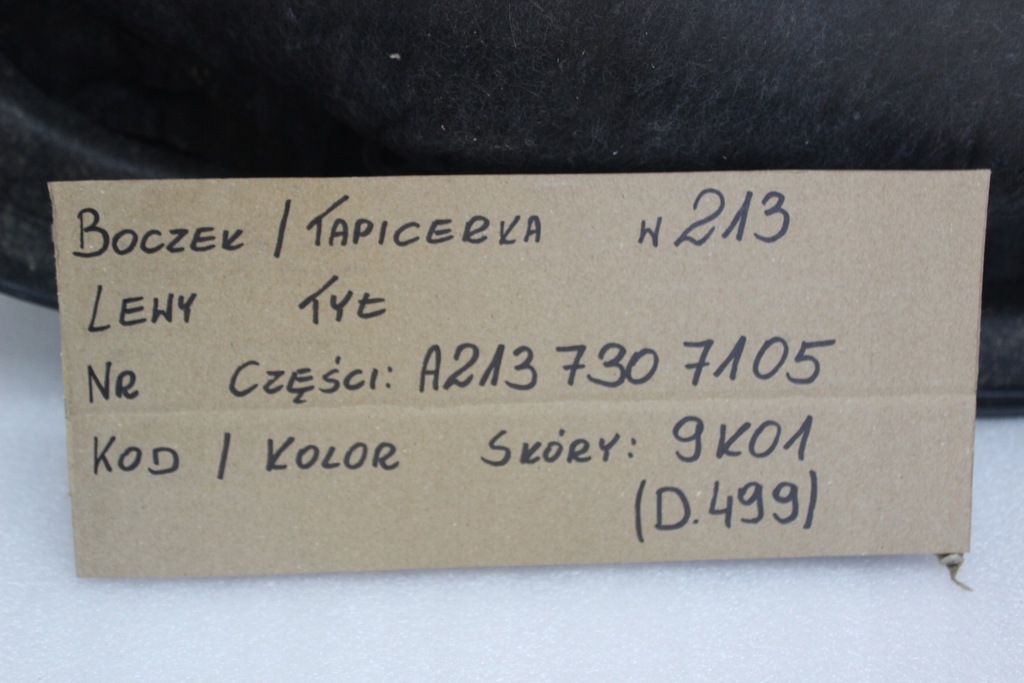 BOCZEK / TAPICERKA W213
LEWY TYŁ
NR CZĘŚCI: A213 730 7105
KOD / KOLOR SKÓRY: 9K01
(D.499)